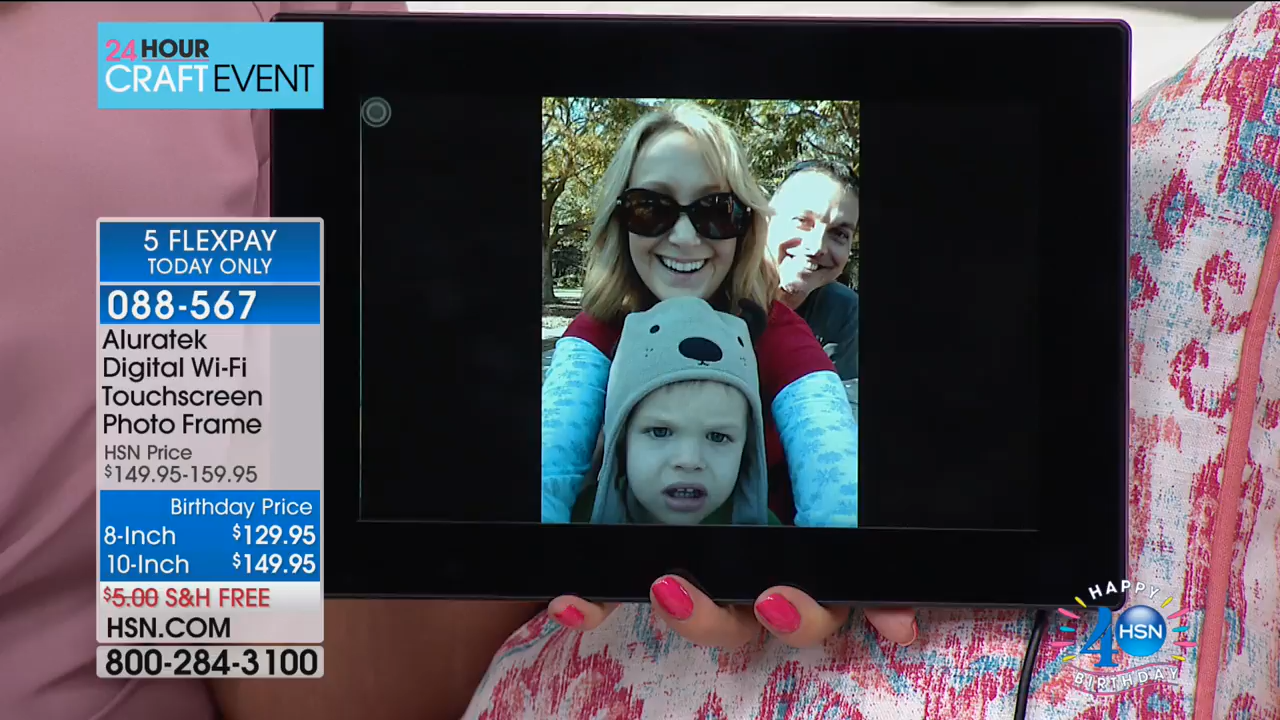 24 HOUR
CRAFT EVENT
5 FLEXPAY
TODAY ONLY
088-567
Aluratek
Digital Wi-Fi
Touchscreen
Photo Frame
HSN Price
$149.95-159.95
Birthday Price
8-Inch $129.95
10-Inch $149.95
$5.00 S&H FREE
HSN.COM
800-284-3100
HAPPY
40 HSN
BIRTHDAY